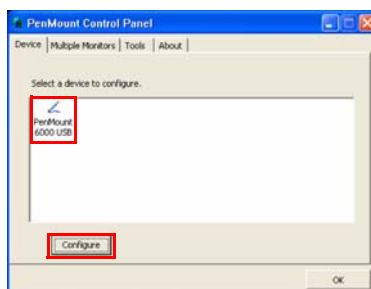 PenMount Control Panel
Device Multiple Monitors Tools About
Select a device to configure.
PenMount
6000 USB
Configure
OK